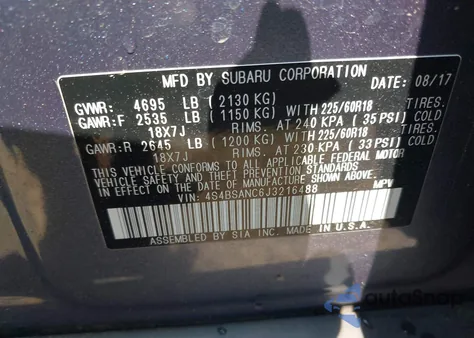 MFD BY SUBARU CORPORATION DATE: 08/17
GVWR: 4695 LB ( 2130 KG)
GAWR:F 2535 LB ( 1150 KG) WITH 225/60R18 TIRES.
18X7J RIMS. AT 240 KPA ( 35 PSI) COLD
GAWR:R 2645 LB ( 1200 KG) WITH 225/60R18 TIRES.
18X7J RIMS. AT 230 KPA ( 33 PSI) COLD
THIS VEHICLE CONFORMS TO ALL APPLICABLE FEDERAL MOTOR
VEHICLE SAFETY AND THEFT PREVENTION STANDARDS IN EFFECT
ON THE DATE OF MANUFACTURE SHOWN ABOVE.
VIN: 4S4BSANC6J3216488 MPV
ASSEMBLED BY SIA INC. MADE IN U.S.A.
autoSnap